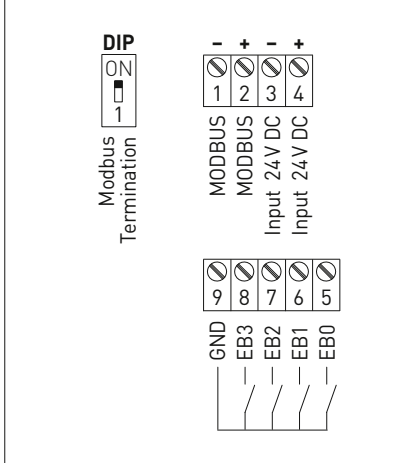 DIP
ON
1
Modbus
Termination
- + - +
1 2 3 4
MODBUS
MODBUS
Input 24V DC
Input 24V DC
9 8 7 6 5
GND
EB3
EB2
EB1
EB0